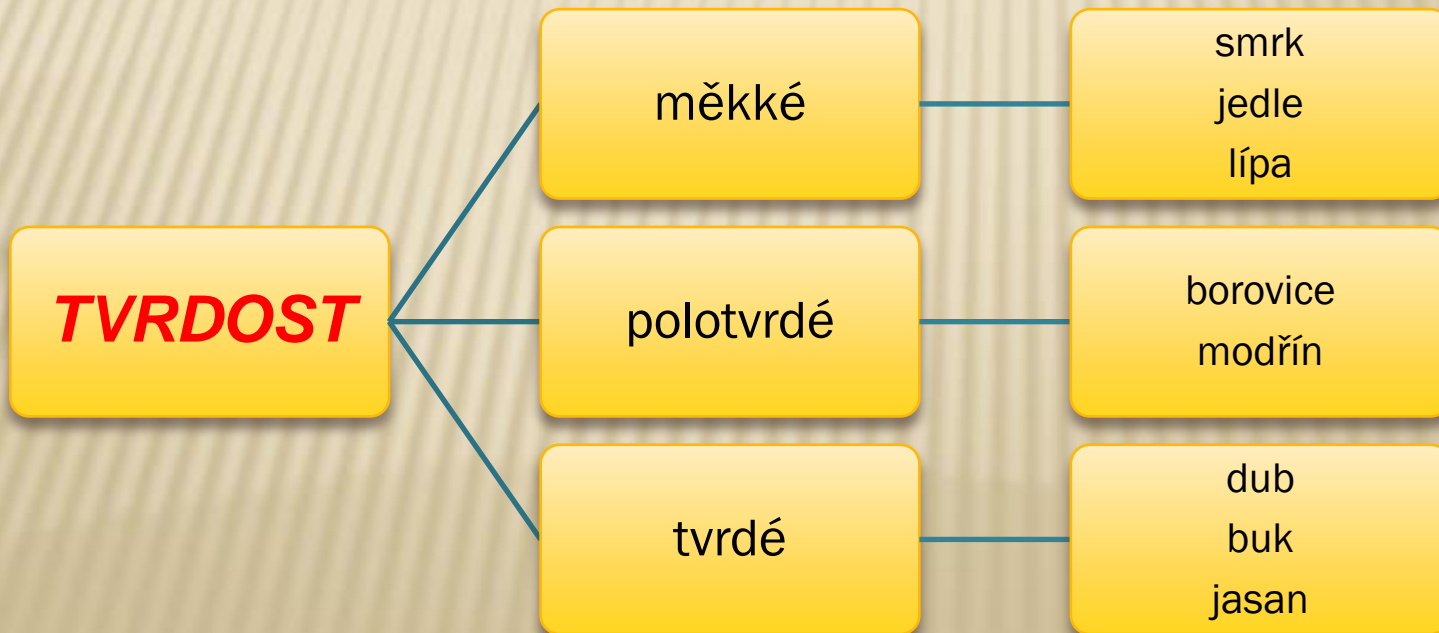 TVRDOST
měkké
smrk
jedle
lípa
polotvrdé
borovice
modřín
tvrdé
dub
buk
jasan